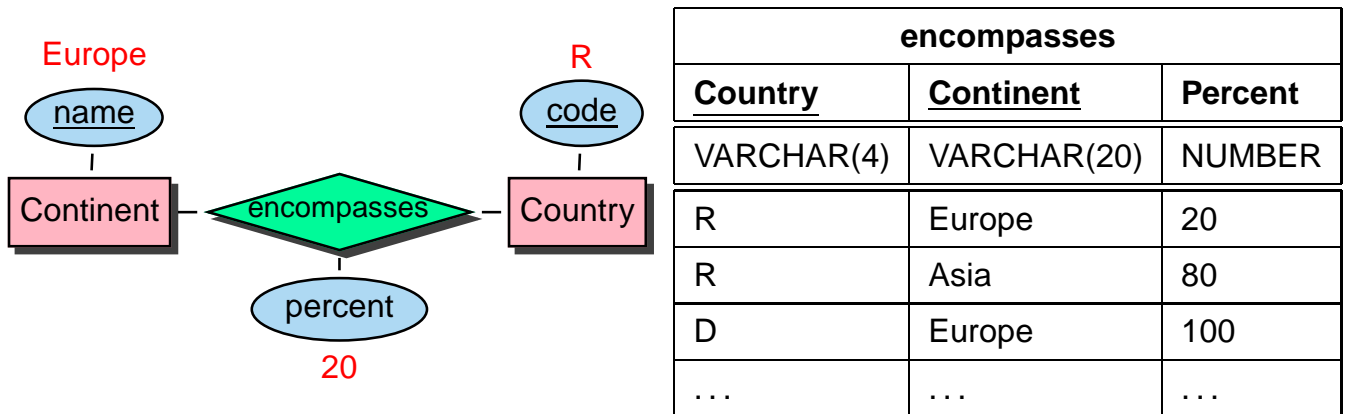 Europe
R
name
code
Continent
encompasses
Country
percent
20
encompasses
Country Continent Percent
VARCHAR(4) VARCHAR(20) NUMBER
R Europe 20
R Asia 80
D Europe 100
. . . . . . . . .